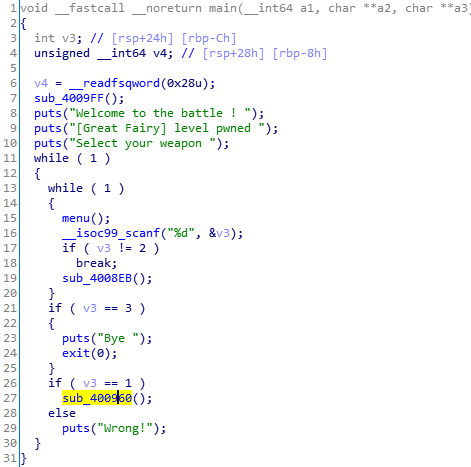 1 void __fastcall __noreturn main(__int64 a1, char **a2, char **a3)
2 {
3 int v3; // [rsp+24h] [rbp-Ch]
4 unsigned __int64 v4; // [rsp+28h] [rbp-8h]
5
6 v4 = __readfsqword(0x28u);
7 sub_4009FF();
8 puts("Welcome to the battle ! ");
9 puts("[Great Fairy] level pwned ");
10 puts("Select your weapon ");
11 while ( 1 )
12 {
13 while ( 1 )
14 {
15 menu();
16 __isoc99_scanf("%d", &v3);
17 if ( v3 != 2 )
18 break;
19 sub_4008EB();
20 }
21 if ( v3 == 3 )
22 {
23 puts("Bye ");
24 exit(0);
25 }
26 if ( v3 == 1 )
27 sub_400960();
28 else
29 puts("Wrong!");
30 }
31 }